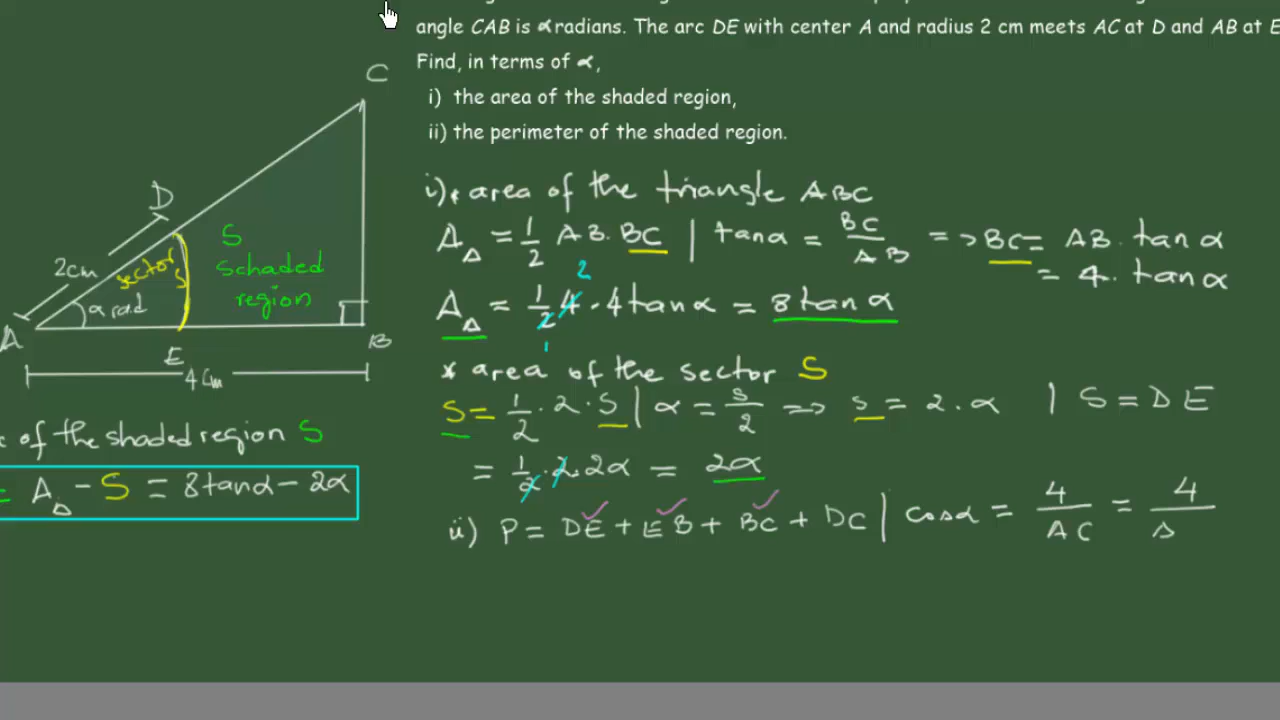 angle CAB is α radians. The arc DE with center A and radius 2 cm meets AC at D and AB at E
Find, in terms of α,
i) the area of the shaded region,
ii) the perimeter of the shaded region.
C
D
2cm
sector
s
S
schaded
region
α rad
A
E
B
4cm
of the shaded region S
A△ - S = 8tanα - 2α
i) * area of the triangle ABC
A△ = 1/2 AB. BC | tanα = BC/AB => BC = AB . tanα
= 4. tanα
2
A△ = 1/2 4 . 4tanα = 8tanα
1
* area of the sector S
S = 1/2 . 2 . s | α = s/2 => s = 2.α | S = DE
= 1/2 . 2 . 2α = 2α
ii) P = DE + EB + BC + DC | cosα = 4/AC = 4/